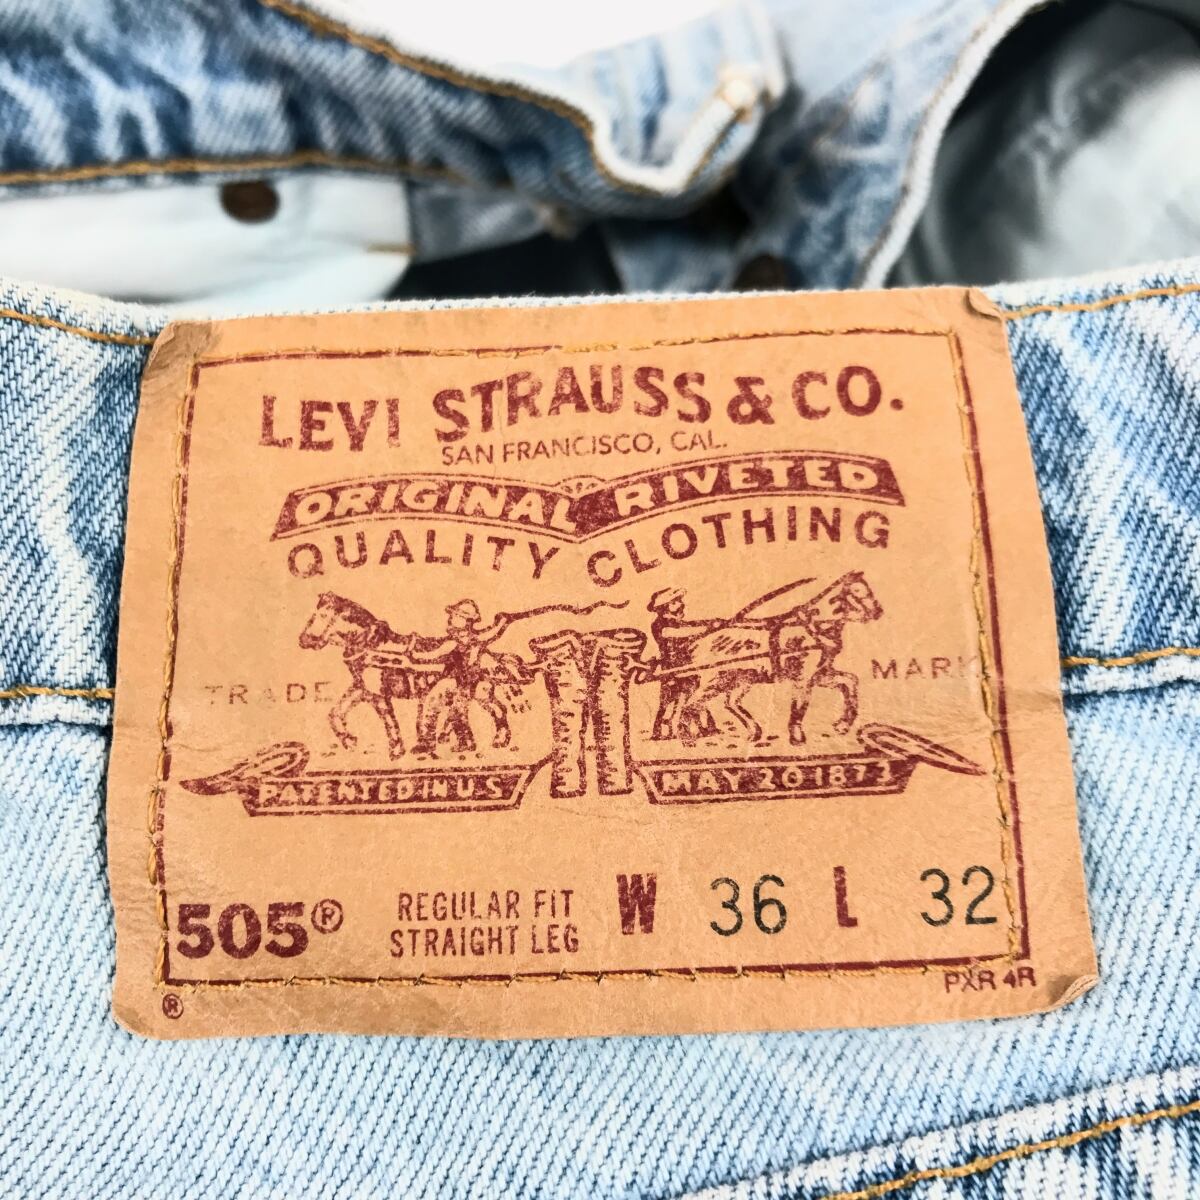 LEVI STRAUSS & CO.
SAN FRANCISCO, CAL.
ORIGINAL RIVETED
QUALITY CLOTHING
TRADE MARK
PATENTED IN U.S. MAY 20 1873
505® REGULAR FIT STRAIGHT LEG W 36 L 32
® PXR 4R